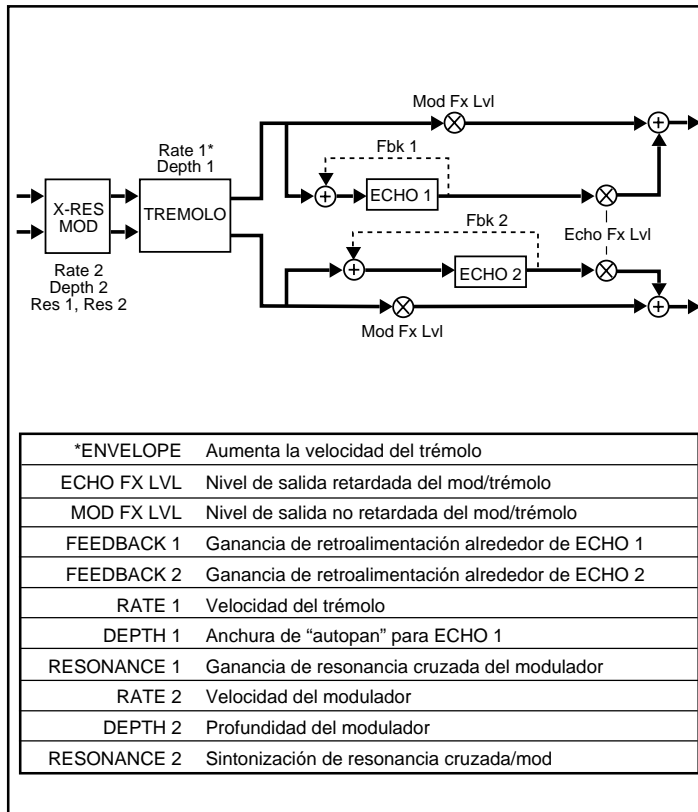 Mod Fx Lvl
Fbk 1
Rate 1*
Depth 1
X-RES
MOD
TREMOLO
ECHO 1
Fbk 2
Echo Fx Lvl
ECHO 2
Rate 2
Depth 2
Res 1, Res 2
Mod Fx Lvl
*ENVELOPE Aumenta la velocidad del trémolo
ECHO FX LVL Nivel de salida retardada del mod/trémolo
MOD FX LVL Nivel de salida no retardada del mod/trémolo
FEEDBACK 1 Ganancia de retroalimentación alrededor de ECHO 1
FEEDBACK 2 Ganancia de retroalimentación alrededor de ECHO 2
RATE 1 Velocidad del trémolo
DEPTH 1 Anchura de “autopan” para ECHO 1
RESONANCE 1 Ganancia de resonancia cruzada del modulador
RATE 2 Velocidad del modulador
DEPTH 2 Profundidad del modulador
RESONANCE 2 Sintonización de resonancia cruzada/mod